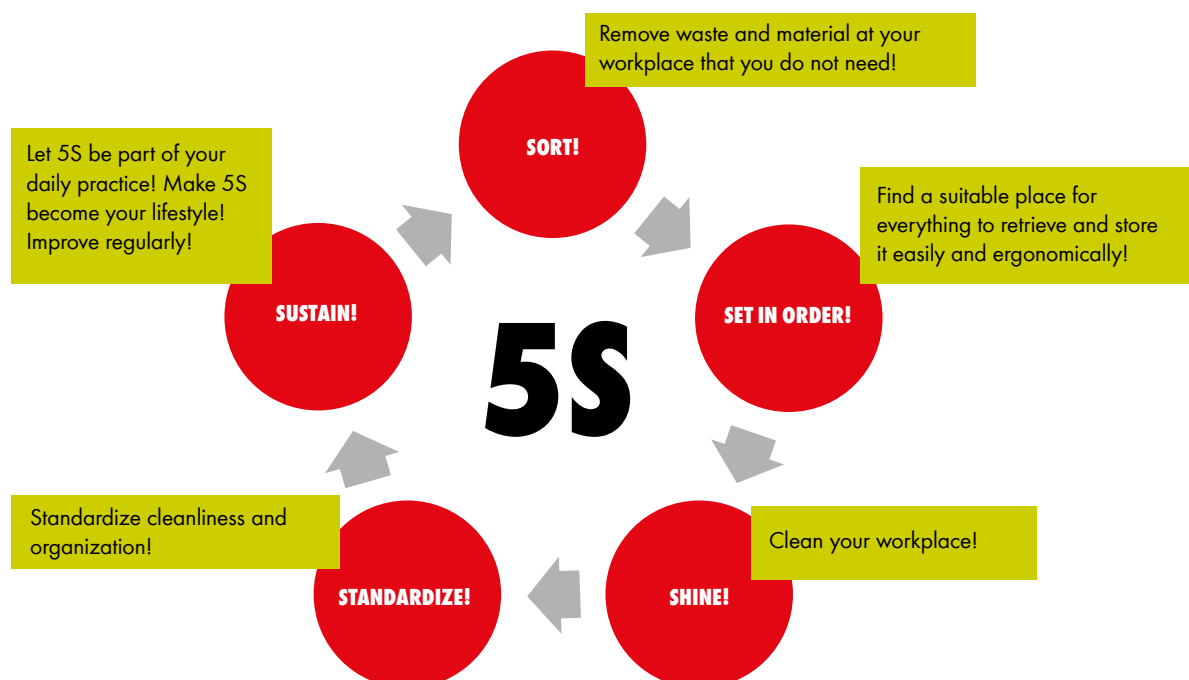 Remove waste and material at your
workplace that you do not need!
SORT!
Let 5S be part of your
daily practice! Make 5S
become your lifestyle!
Improve regularly!
Find a suitable place for
everything to retrieve and store
it easily and ergonomically!
SUSTAIN!
SET IN ORDER!
5S
Standardize cleanliness and
organization!
Clean your workplace!
STANDARDIZE!
SHINE!